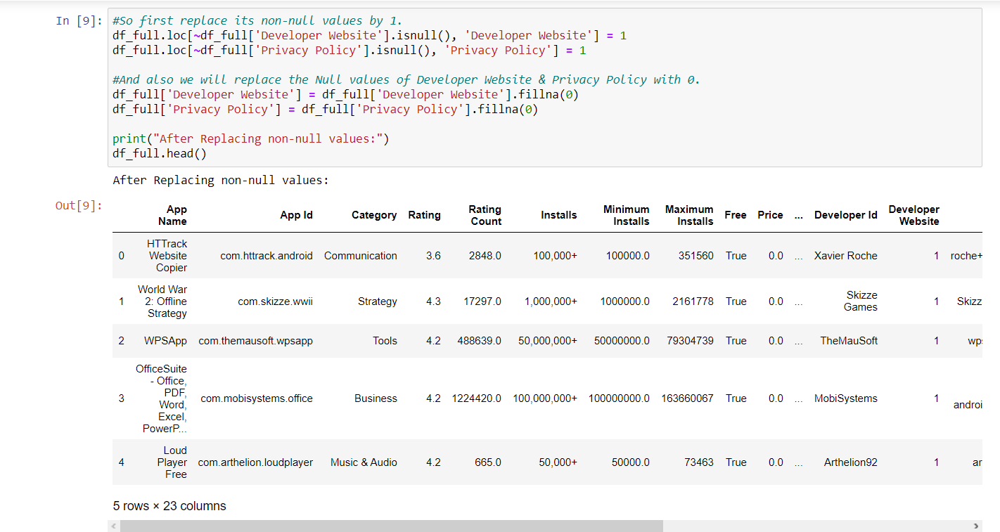 In [9]: #So first replace its non-null values by 1.
df_full.loc[~df_full['Developer Website'].isnull(), 'Developer Website'] = 1
df_full.loc[~df_full['Privacy Policy'].isnull(), 'Privacy Policy'] = 1
#And also we will replace the Null values of Developer Website & Privacy Policy with 0.
df_full['Developer Website'] = df_full['Developer Website'].fillna(0)
df_full['Privacy Policy'] = df_full['Privacy Policy'].fillna(0)
print("After Replacing non-null values:")
df_full.head()
After Replacing non-null values:
Out[9]:
App Name App Id Category Rating Rating Count Installs Minimum Installs Maximum Installs Free Price ... Developer Id Developer Website
0 HTTrack Website Copier com.httrack.android Communication 3.6 2848.0 100,000+ 100000.0 351560 True 0.0 ... Xavier Roche 1 roche+
1 World War 2: Offline Strategy com.skizze.wwii Strategy 4.3 17297.0 1,000,000+ 1000000.0 2161778 True 0.0 ... Skizze Games 1 Skizz
2 WPSApp com.themausoft.wpsapp Tools 4.2 488639.0 50,000,000+ 50000000.0 79304739 True 0.0 ... TheMauSoft 1 wp
3 OfficeSuite - Office, PDF, Word, Excel, PowerP... com.mobisystems.office Business 4.2 1224420.0 100,000,000+ 100000000.0 163660067 True 0.0 ... MobiSystems 1 androi
4 Loud Player Free com.arthelion.loudplayer Music & Audio 4.2 665.0 50,000+ 50000.0 73463 True 0.0 ... Arthelion92 1 ar
5 rows × 23 columns